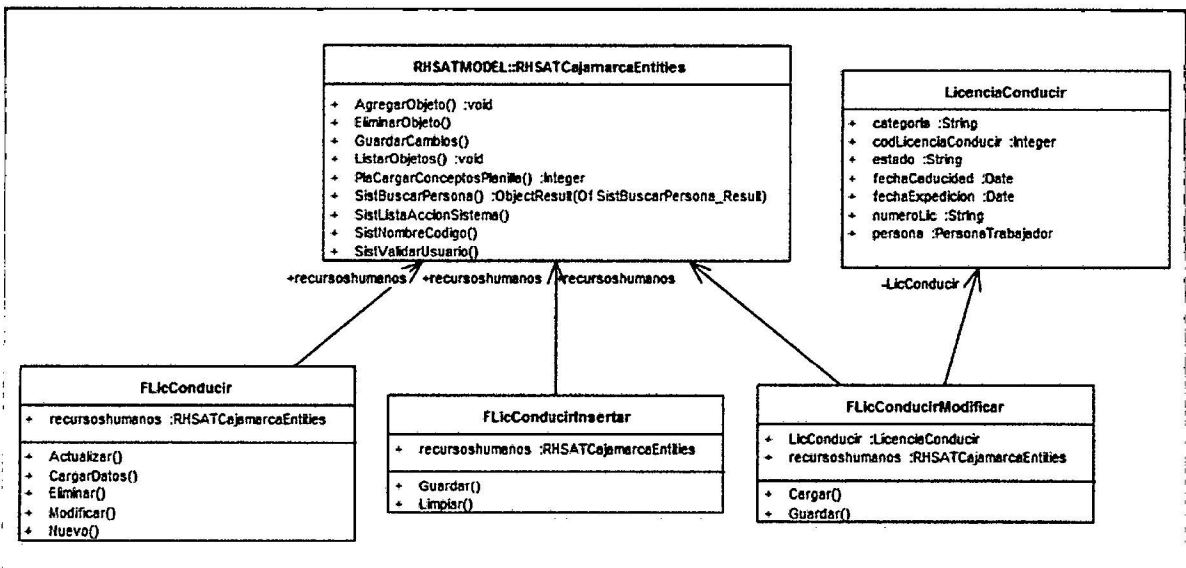 RHSATMODEL::RHSATCajamarcaEntities
+ AgregarObjeto() :void
+ EliminarObjeto()
+ GuardarCambios()
+ ListarObjetos() :void
+ PlaCargarConceptosPlanilla() :Integer
+ SistBuscarPersona() :ObjectResult(Of SistBuscarPersona_Result)
+ SistListaAccionSistema()
+ SistNombreCodigo()
+ SistValidarUsuario()
LicenciaConducir
+ categoria :String
+ codLicenciaConducir :Integer
+ estado :String
+ fechaCaducidad :Date
+ fechaExpedicion :Date
+ numeroLic :String
+ persona :PersonaTrabajador
+recursoshumanos +recursoshumanos +recursoshumanos
-LicConducir
FLicConducir
+ recursoshumanos :RHSATCajamarcaEntities
+ Actualizar()
+ CargarDatos()
+ Eliminar()
+ Modificar()
+ Nuevo()
FLicConducirInsertar
+ recursoshumanos :RHSATCajamarcaEntities
+ Guardar()
+ Limpiar()
FLicConducirModificar
+ LicConducir :LicenciaConducir
+ recursoshumanos :RHSATCajamarcaEntities
+ Cargar()
+ Guardar()